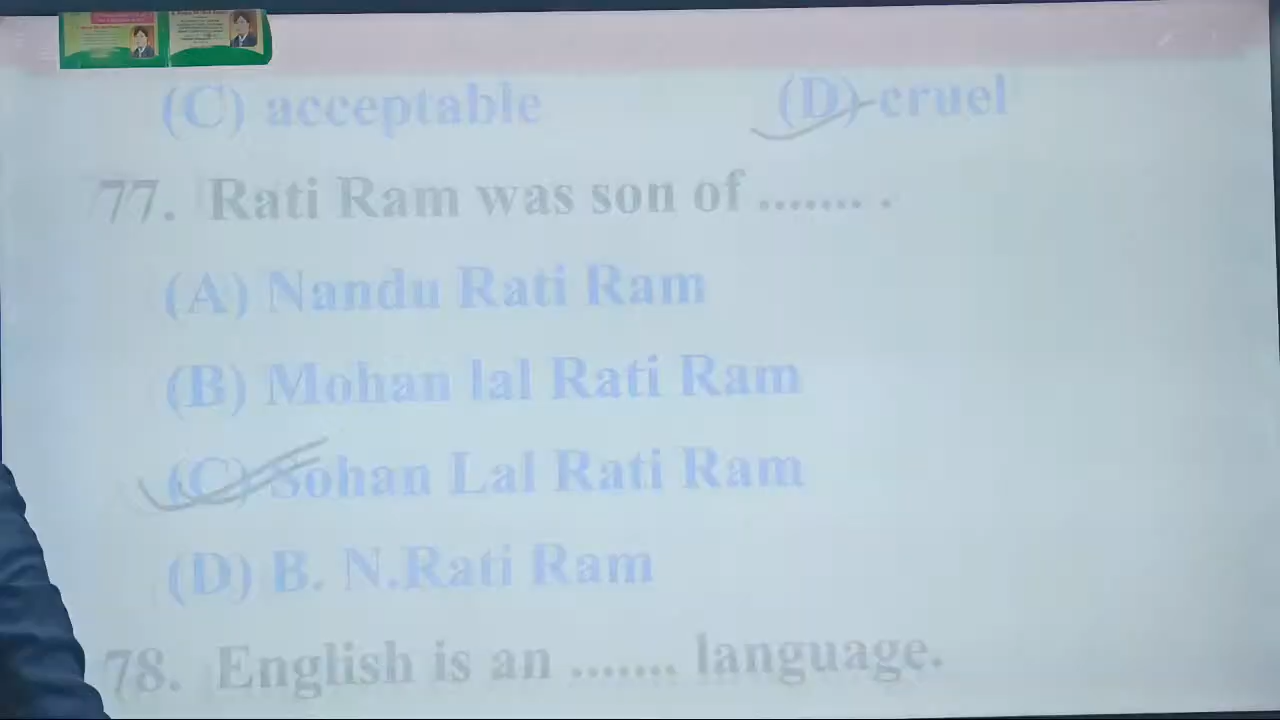 (C) acceptable (D) cruel
77. Rati Ram was son of ....... .
(A) Nandu Rati Ram
(B) Mohan lal Rati Ram
(C) Sohan Lal Rati Ram
(D) B. N.Rati Ram
78. English is an ....... language.